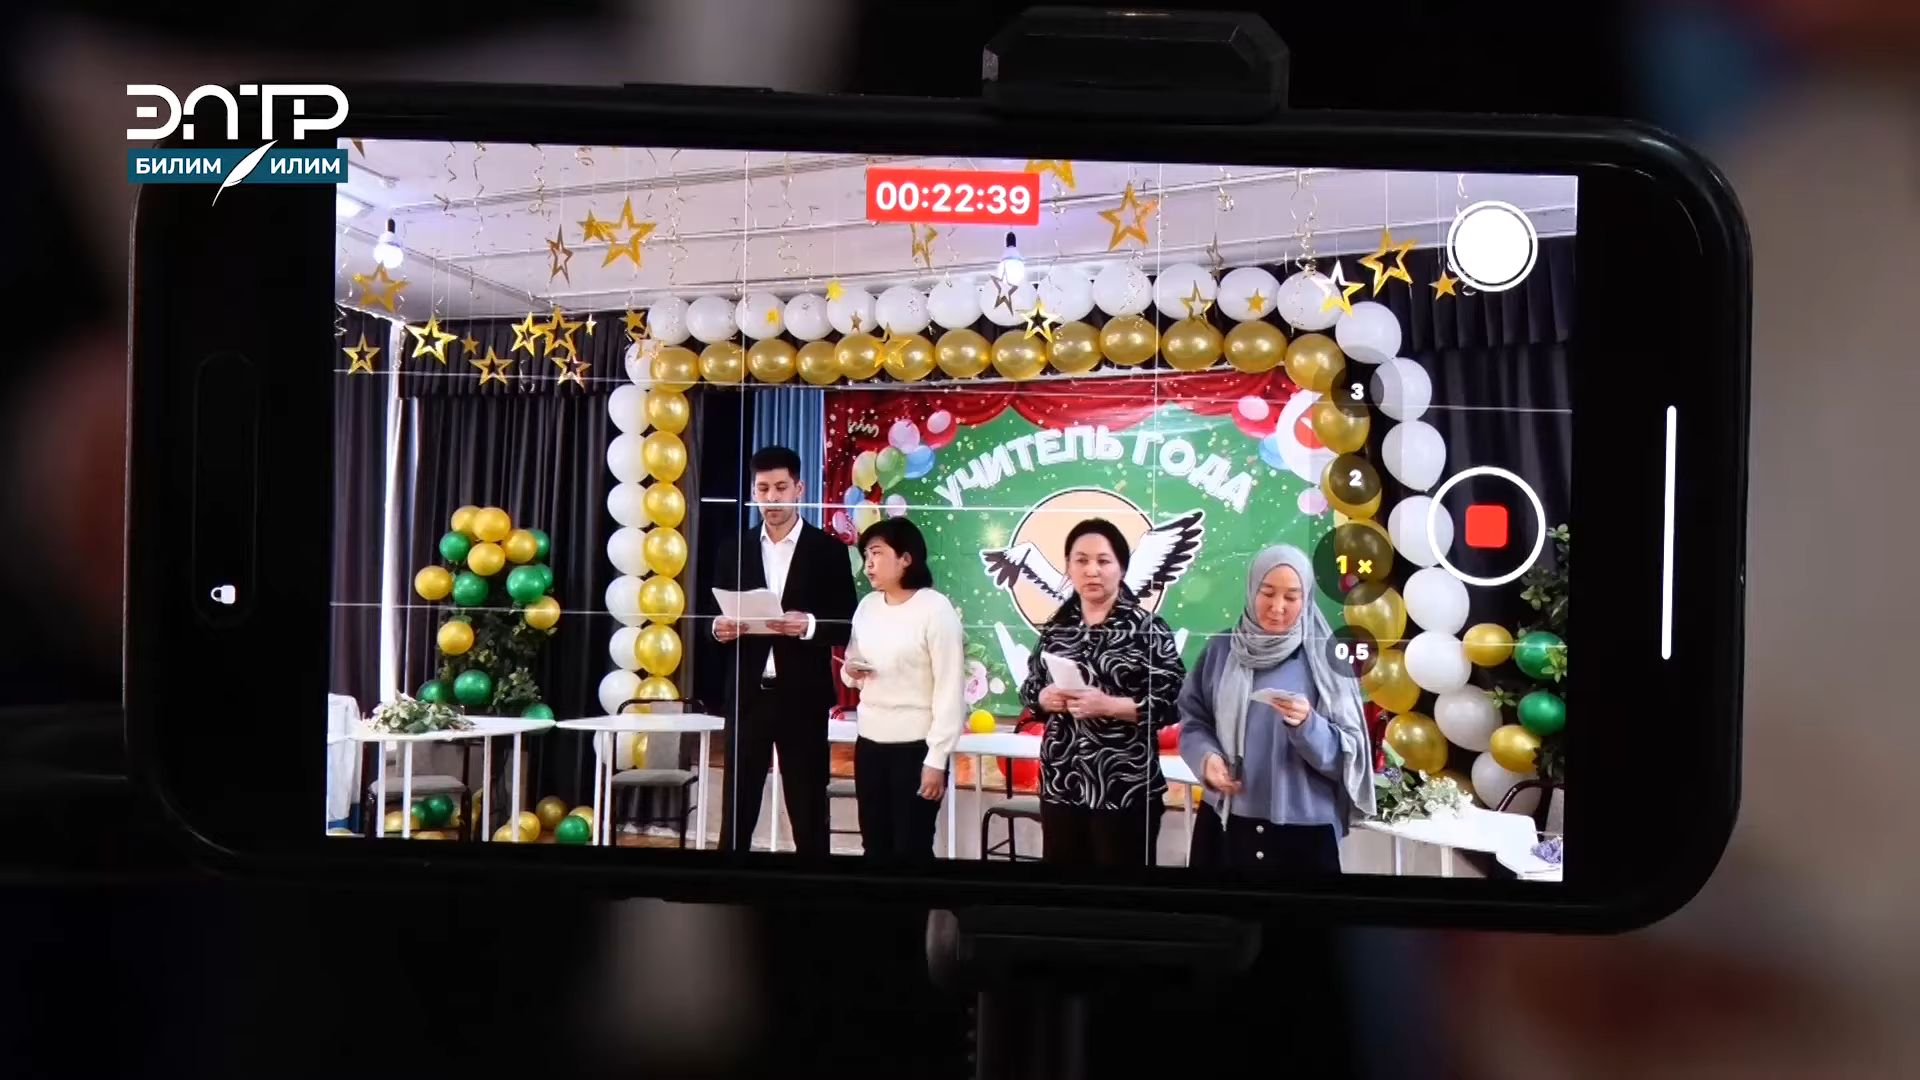 ЭЛТР
БИЛИМ ИЛИМ
00:22:39
УЧИТЕЛЬ ГОДА
3
2
1 ×
0,5